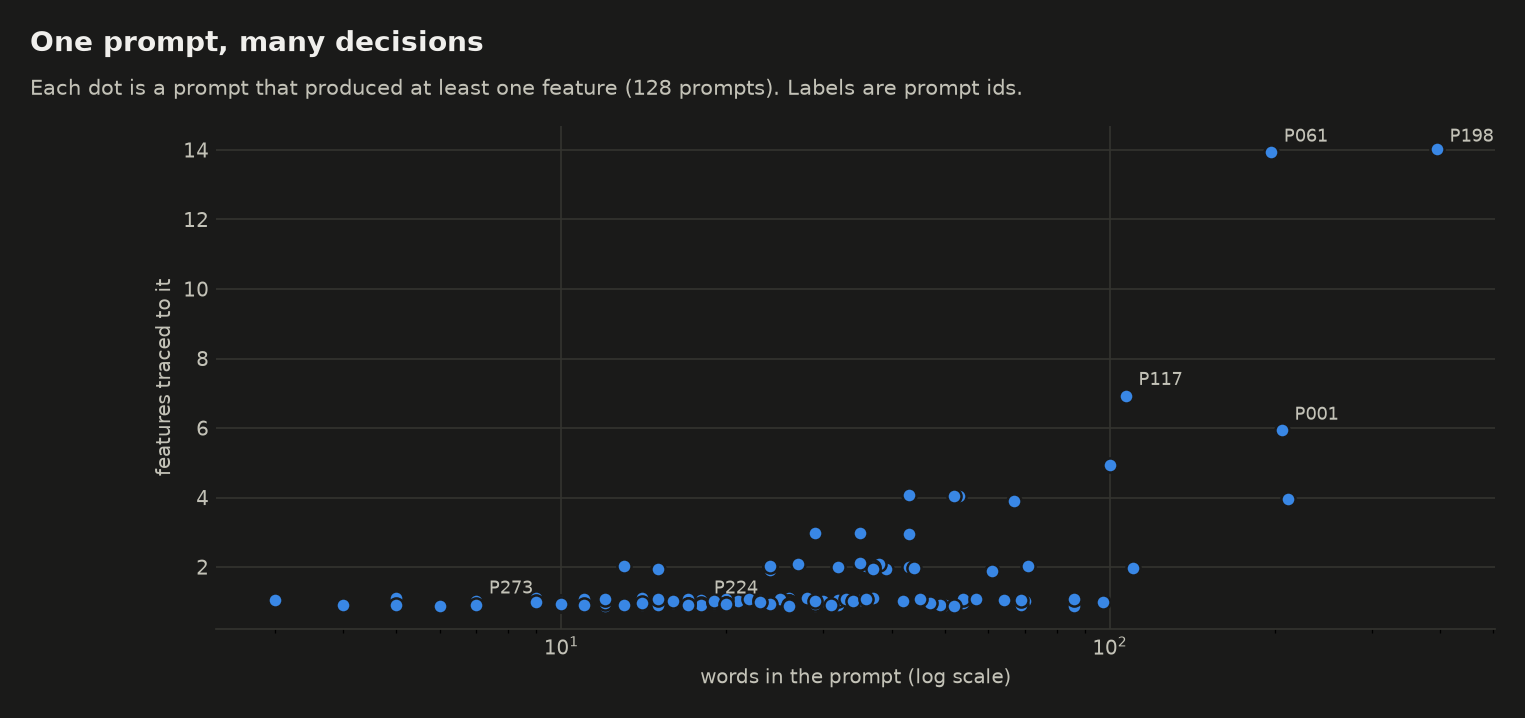 One prompt, many decisions
Each dot is a prompt that produced at least one feature (128 prompts). Labels are prompt ids.
P061
P198
14
12
10
8
P117
P001
6
4
2
P273
P224
features traced to it
10¹
10²
words in the prompt (log scale)